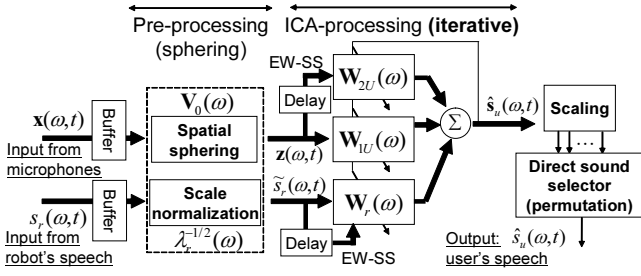 Pre-processing
(sphering)
ICA-processing (iterative)
EW-SS
W₂U(ω)
V₀(ω)
Delay
x(ω,t)
Buffer
Spatial
sphering
z(ω,t)
W₁U(ω)
Σ
ŝᵤ(ω,t)
Scaling
...
Input from
microphones
Direct sound
selector
(permutation)
sᵣ(ω,t)
Buffer
Scale
normalization
s̃ᵣ(ω,t)
Wᵣ(ω)
Input from
robot's speech
λᵣ⁻¹/²(ω)
Delay
EW-SS
Output: ŝᵤ(ω,t)
user's speech